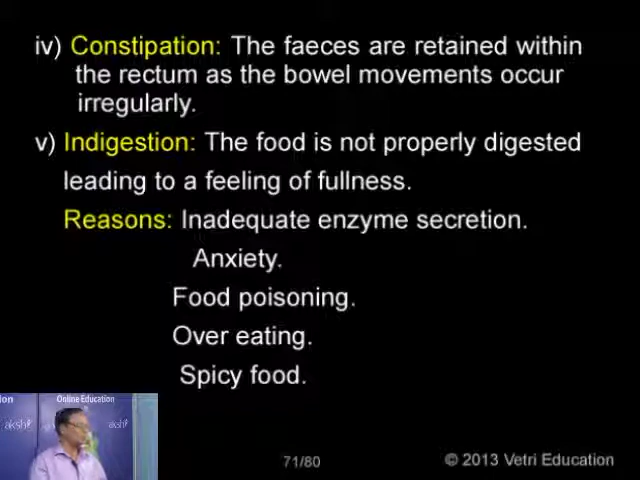 iv) Constipation: The faeces are retained within
the rectum as the bowel movements occur
irregularly.
v) Indigestion: The food is not properly digested
leading to a feeling of fullness.
Reasons: Inadequate enzyme secretion.
Anxiety.
Food poisoning.
Over eating.
Spicy food.
Online Education
71/80
© 2013 Vetri Education